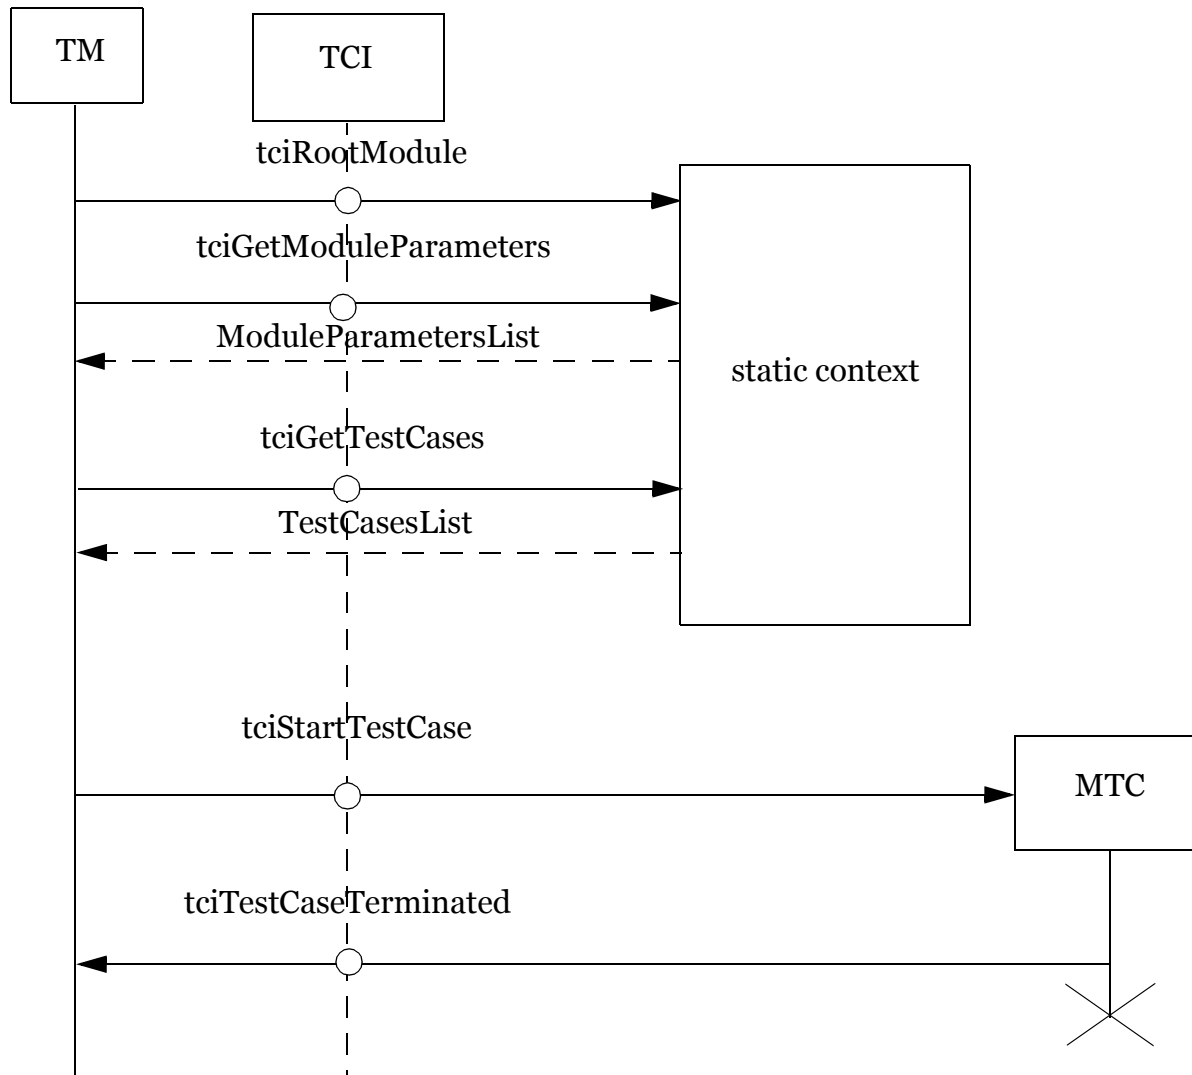 TM
TCI
tciRootModule
tciGetModuleParameters
ModuleParametersList
static context
tciGetTestCases
TestCasesList
tciStartTestCase
MTC
tciTestCaseTerminated